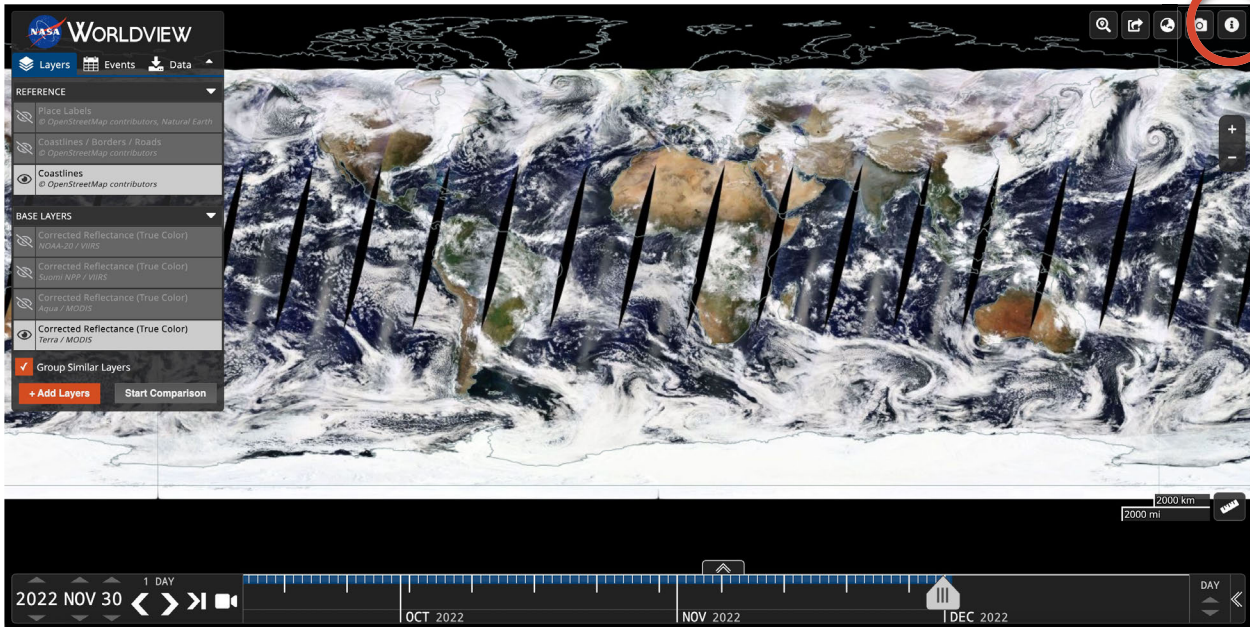 NASA WORLDVIEW
Layers Events Data
REFERENCE
Place Labels
© OpenStreetMap contributors, Natural Earth
Coastlines / Borders / Roads
© OpenStreetMap contributors
Coastlines
© OpenStreetMap contributors
BASE LAYERS
Corrected Reflectance (True Color)
NOAA-20 / VIIRS
Corrected Reflectance (True Color)
Suomi NPP / VIIRS
Corrected Reflectance (True Color)
Aqua / MODIS
Corrected Reflectance (True Color)
Terra / MODIS
Group Similar Layers
+ Add Layers Start Comparison
2000 km
2000 mi
1 DAY
2022 NOV 30
OCT 2022 NOV 2022 DEC 2022
DAY